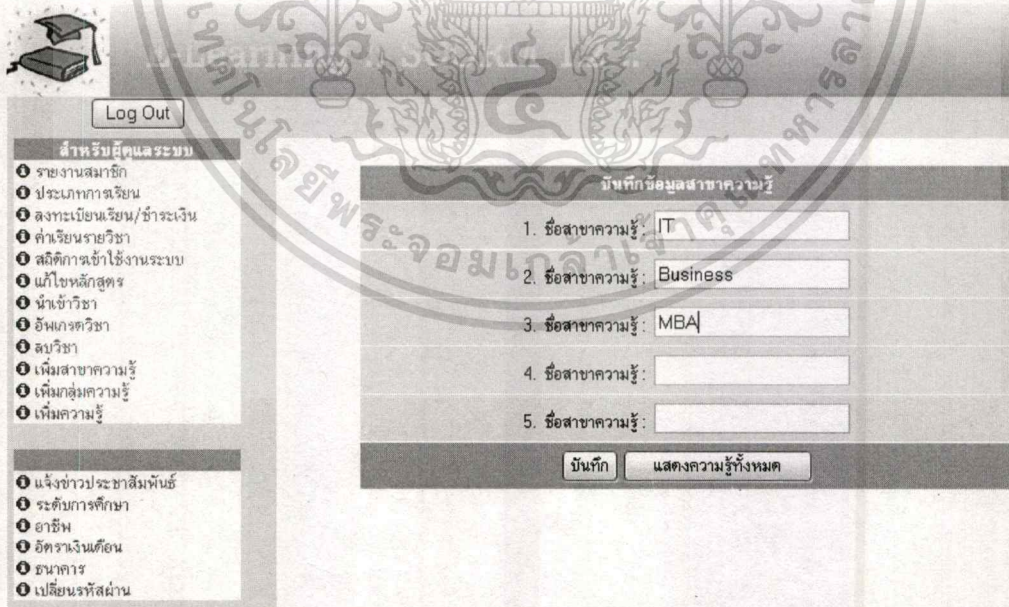 Log Out
สำหรับผู้ดูแลระบบ
รายงานสมาชิก
ประเภทการเรียน
ลงทะเบียนเรียน/ชำระเงิน
ค่าเรียนรายวิชา
สถิติการเข้าใช้งานระบบ
แก้ไขหลักสูตร
นำเข้าวิชา
อัพเกรดวิชา
ลบวิชา
เพิ่มสาขาความรู้
เพิ่มกลุ่มความรู้
เพิ่มความรู้
แจ้งข่าวประชาสัมพันธ์
ระดับการศึกษา
อาชีพ
อัตราเงินเดือน
ธนาคาร
เปลี่ยนรหัสผ่าน
บันทึกข้อมูลสาขาความรู้
1. ชื่อสาขาความรู้ : IT
2. ชื่อสาขาความรู้ : Business
3. ชื่อสาขาความรู้ : MBA
4. ชื่อสาขาความรู้ :
5. ชื่อสาขาความรู้ :
บันทึก แสดงความรู้ทั้งหมด